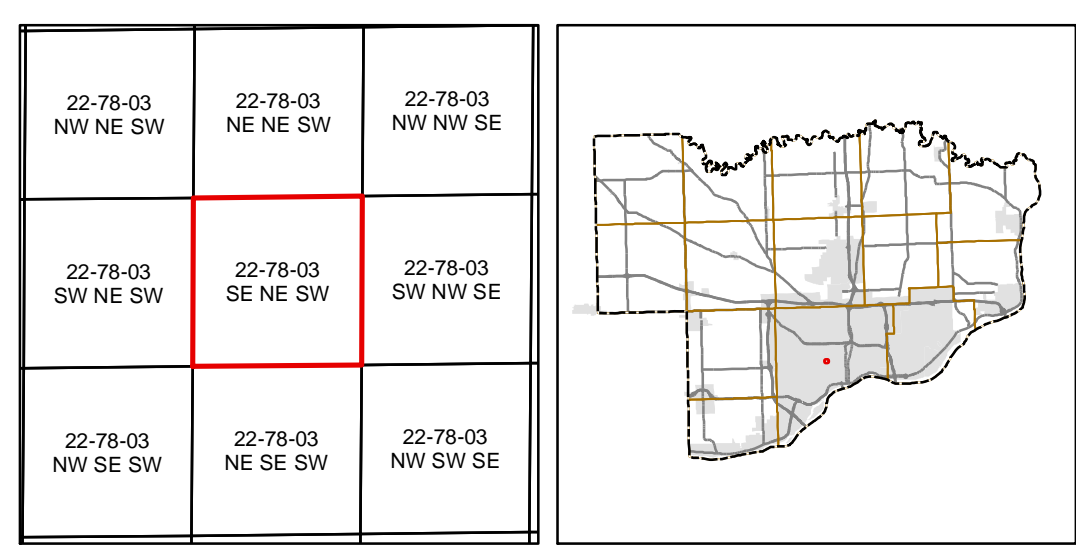 22-78-03
NW NE SW
22-78-03
NE NE SW
22-78-03
NW NW SE
22-78-03
SW NE SW
22-78-03
SE NE SW
22-78-03
SW NW SE
22-78-03
NW SE SW
22-78-03
NE SE SW
22-78-03
NW SW SE